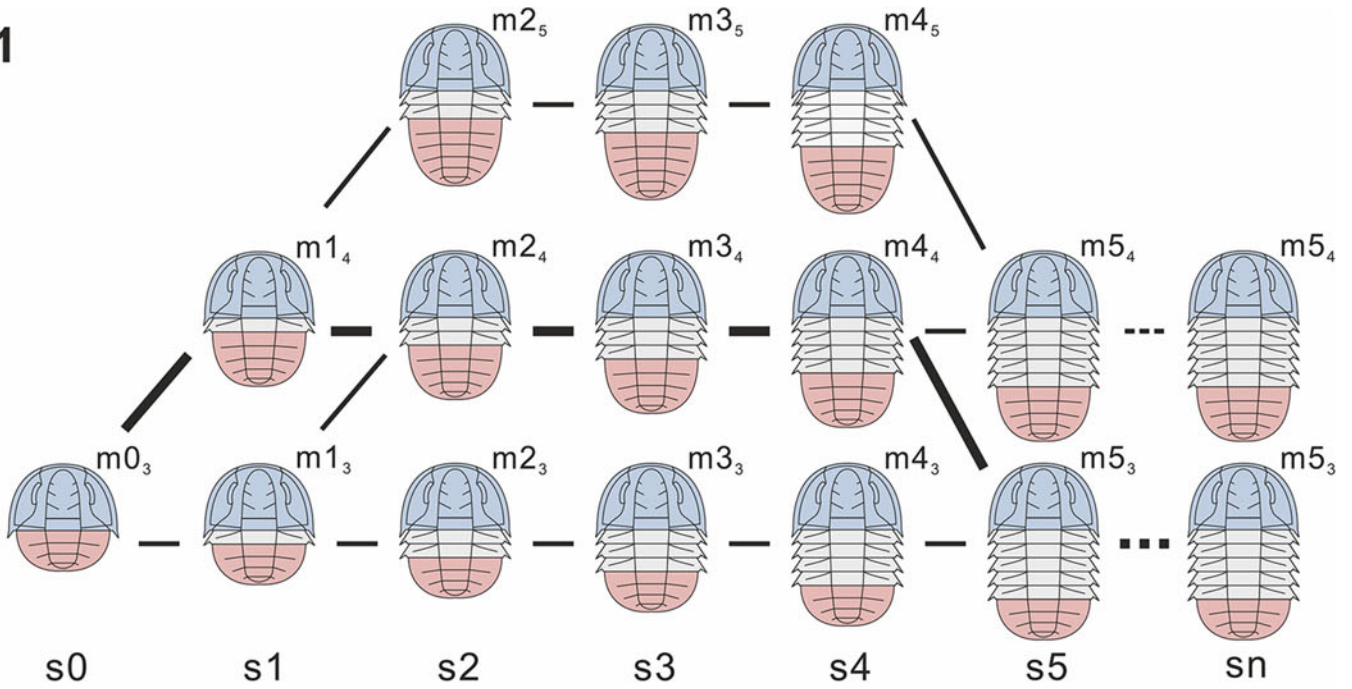 1
m2₅ m3₅ m4₅
m1₄ m2₄ m3₄ m4₄ m5₄ m5₄
m0₃ m1₃ m2₃ m3₃ m4₃ m5₃ m5₃
s0 s1 s2 s3 s4 s5 sn